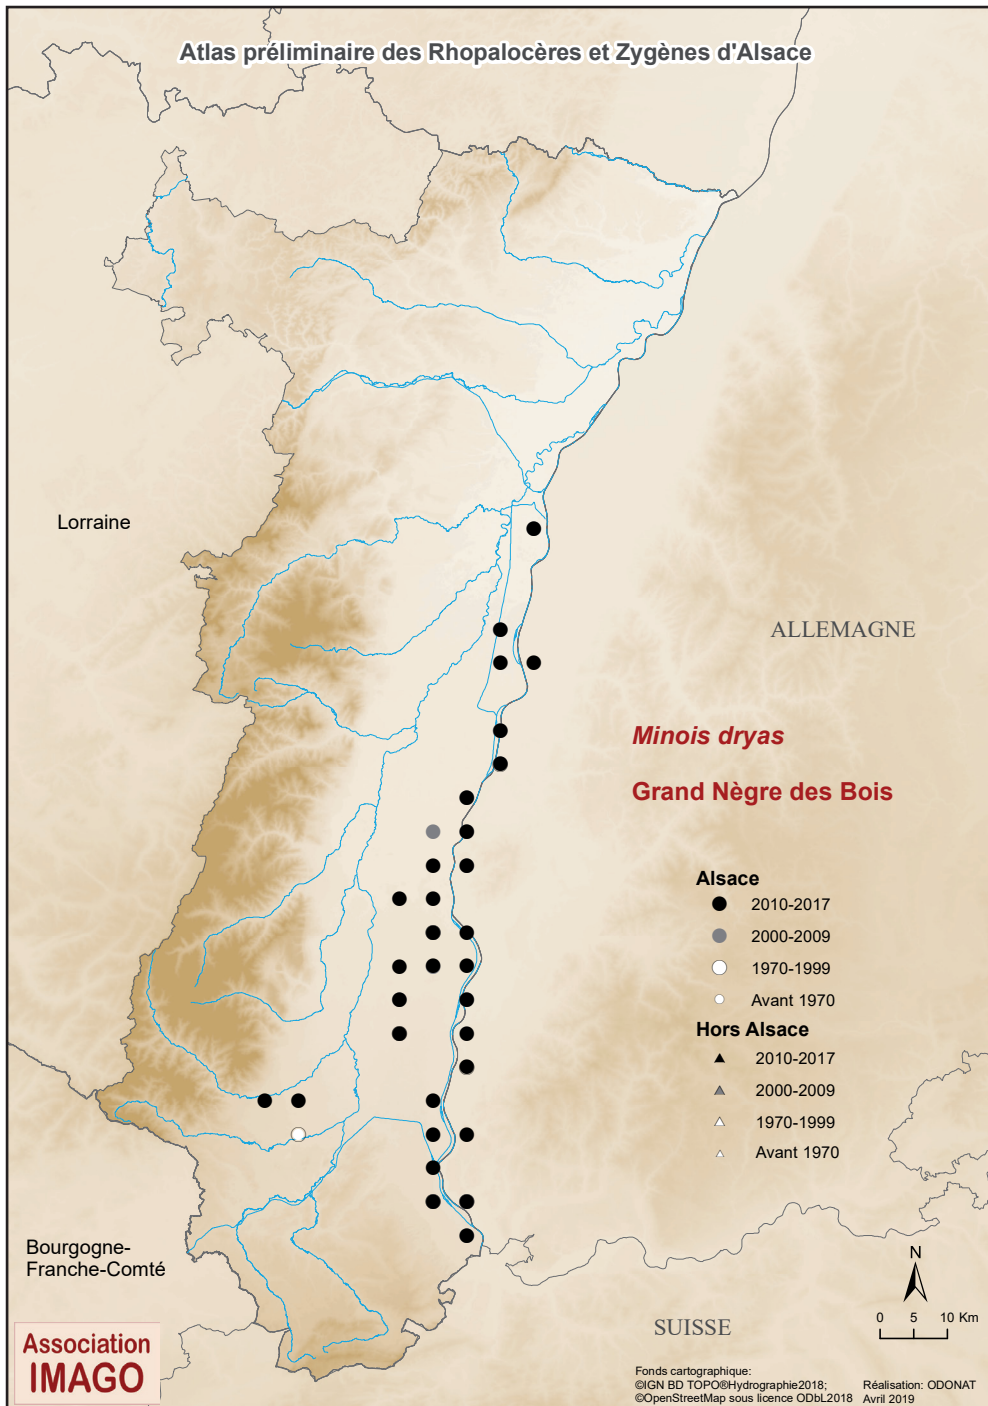 Atlas préliminaire des Rhopalocères et Zygènes d'Alsace
Lorraine
ALLEMAGNE
Minois dryas
Grand Nègre des Bois
Alsace
2010-2017
2000-2009
1970-1999
Avant 1970
Hors Alsace
2010-2017
2000-2009
1970-1999
Avant 1970
Bourgogne-
Franche-Comté
N
0 5 10 Km
SUISSE
Association
IMAGO
Fonds cartographique:
©IGN BD TOPO®Hydrographie2018;
©OpenStreetMap sous licence ODbL2018
Réalisation: ODONAT
Avril 2019